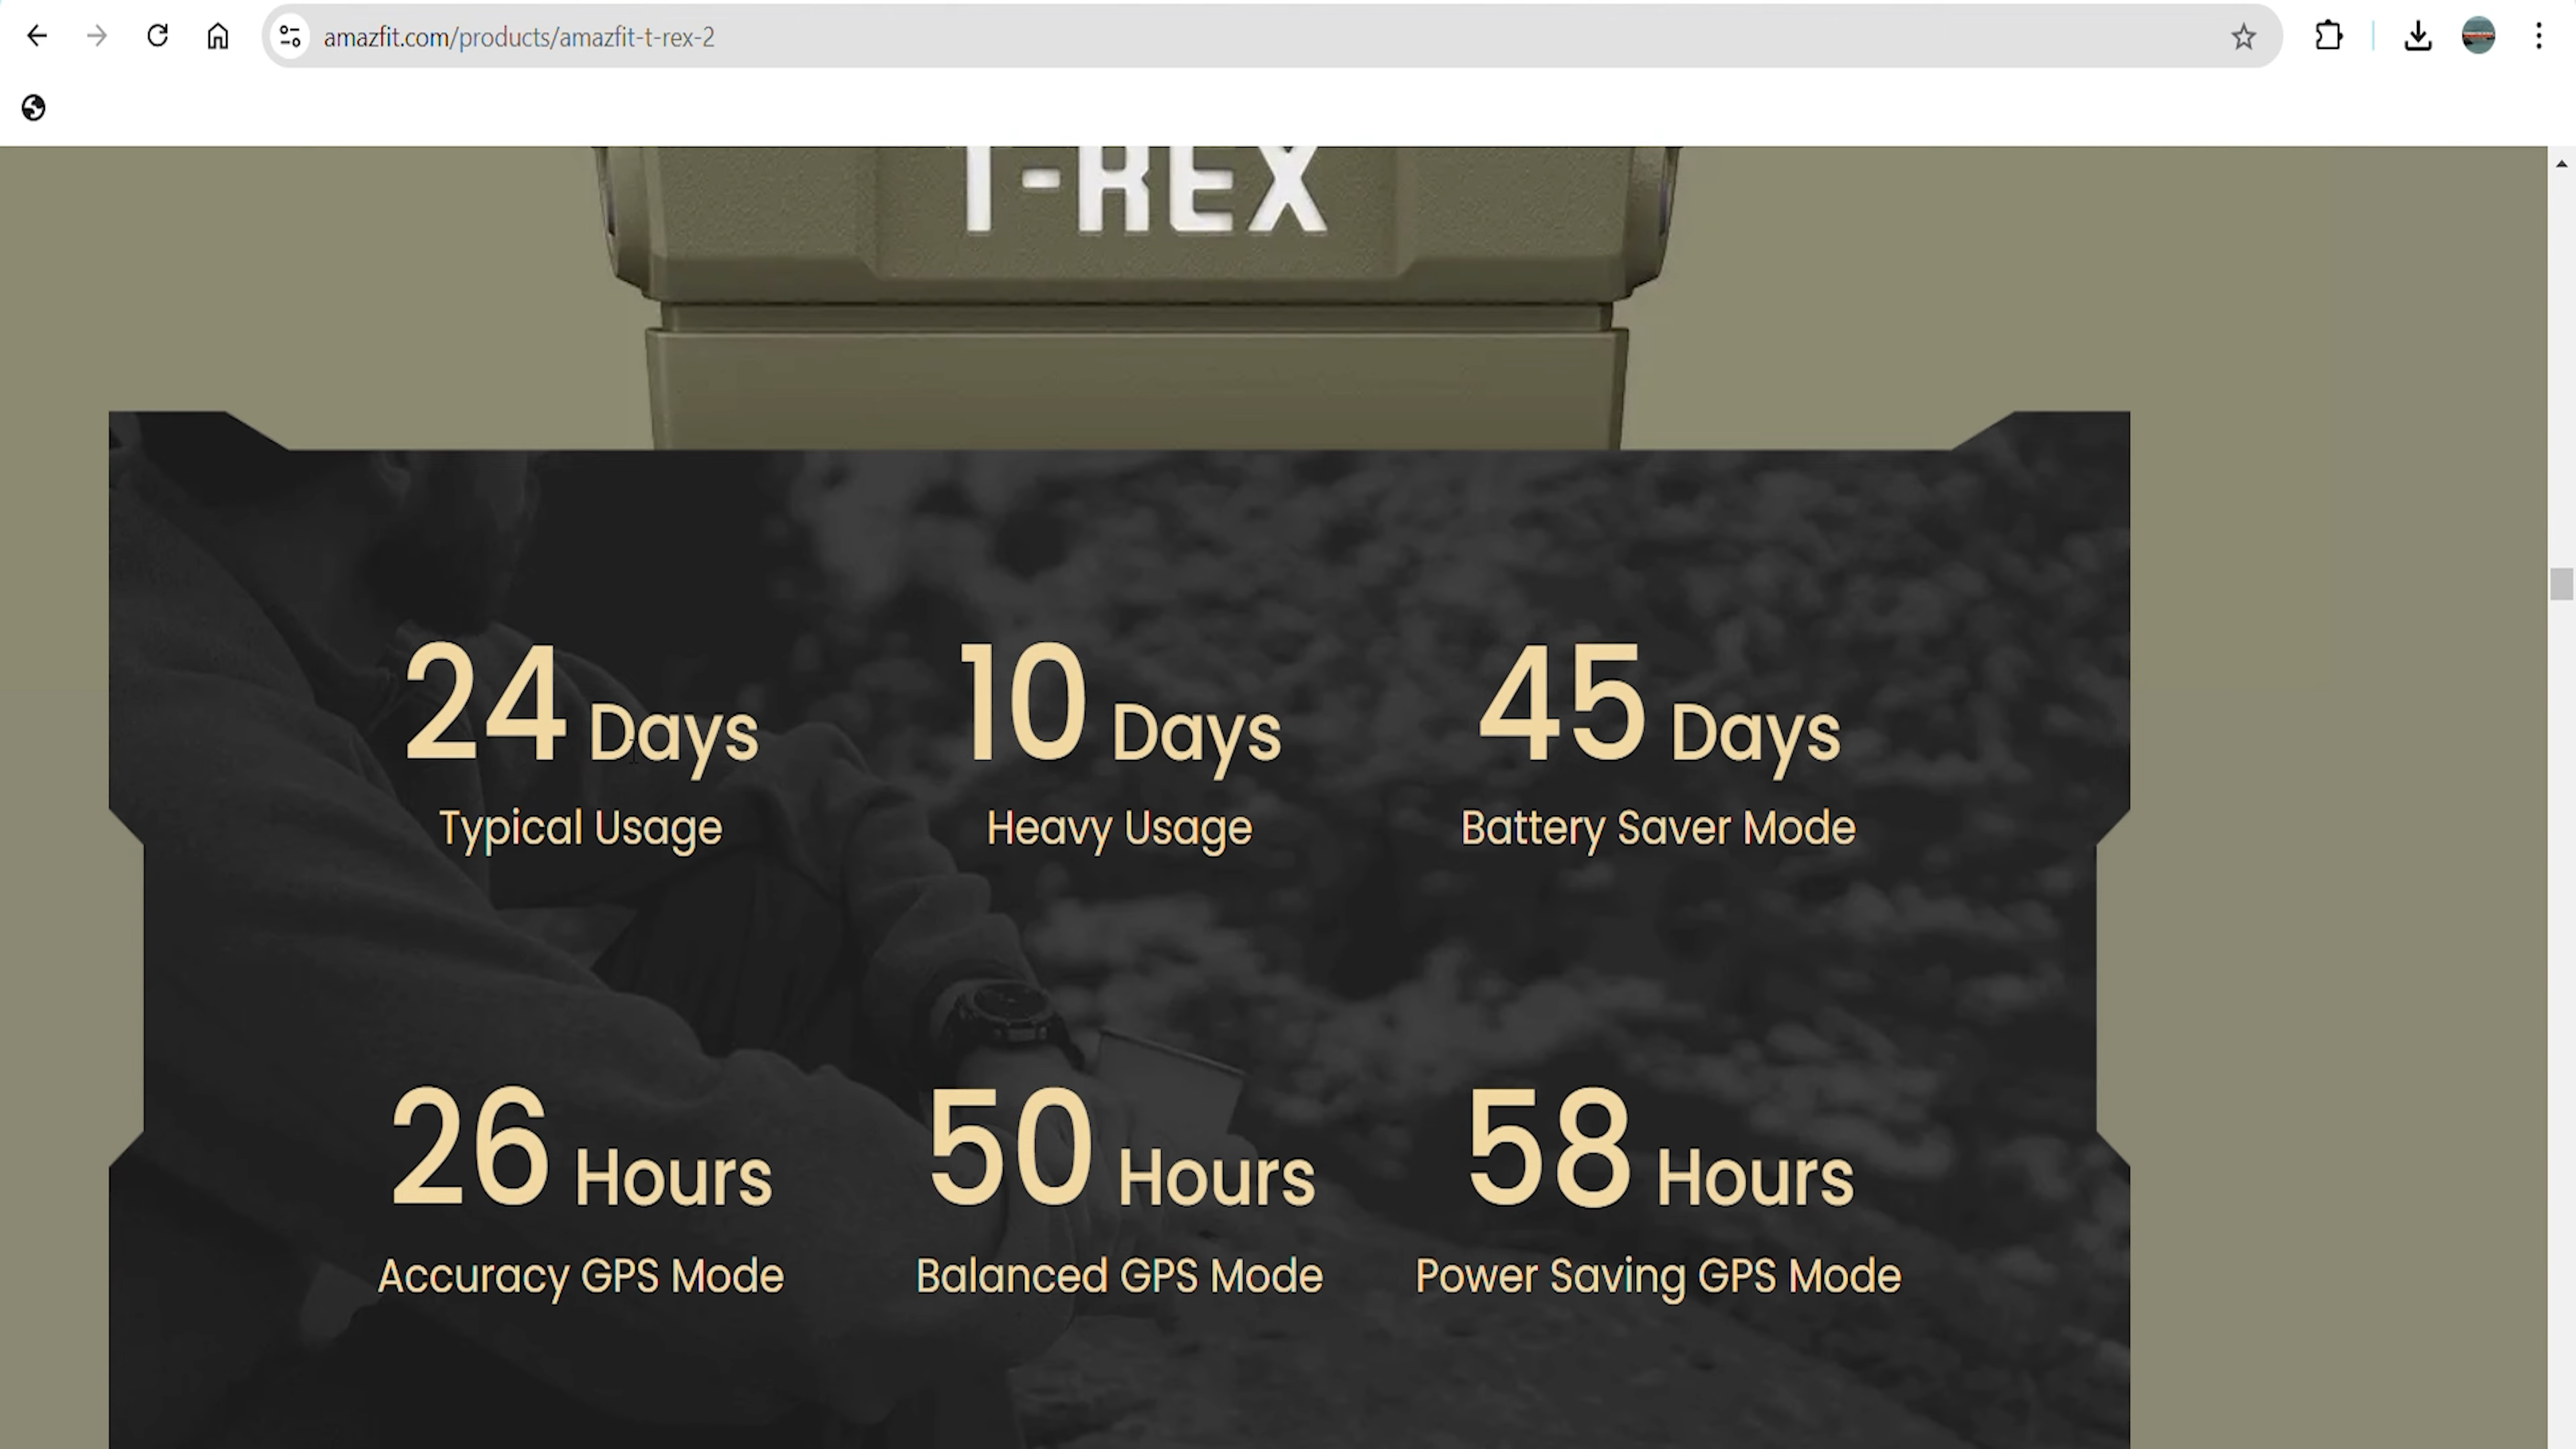 amazfit.com/products/amazfit-t-rex-2
T-REX
24 Days
Typical Usage
10 Days
Heavy Usage
45 Days
Battery Saver Mode
26 Hours
Accuracy GPS Mode
50 Hours
Balanced GPS Mode
58 Hours
Power Saving GPS Mode